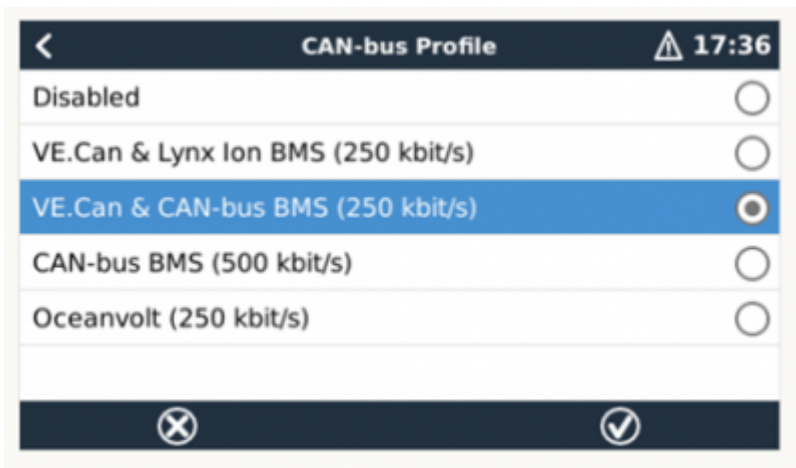 CAN-bus Profile 17:36
Disabled
VE.Can & Lynx Ion BMS (250 kbit/s)
VE.Can & CAN-bus BMS (250 kbit/s)
CAN-bus BMS (500 kbit/s)
Oceanvolt (250 kbit/s)